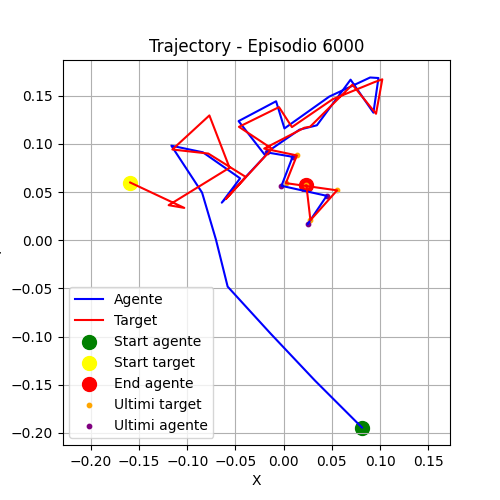 Trajectory - Episodio 6000
0.15
0.10
0.05
0.00
−0.05
−0.10
−0.15
−0.20
Agente
Target
Start agente
Start target
End agente
Ultimi target
Ultimi agente
−0.20 −0.15 −0.10 −0.05 0.00 0.05 0.10 0.15
X